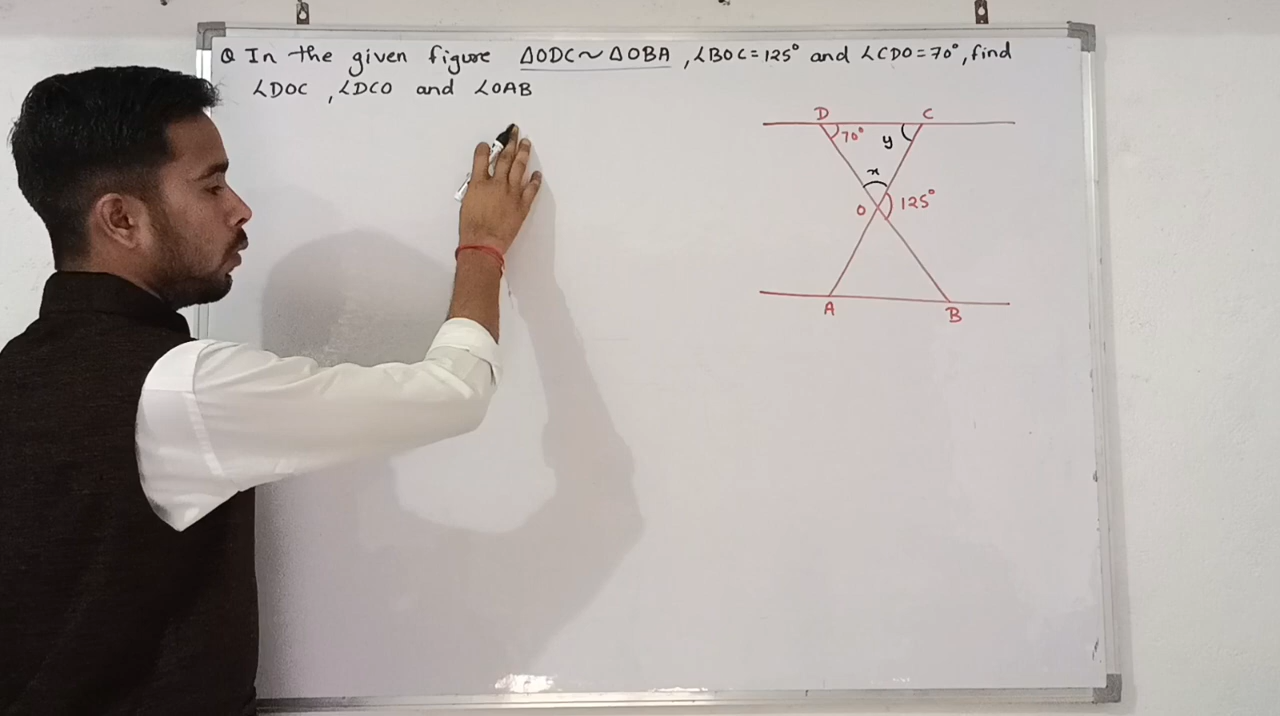 Q In the given figure ΔODC ~ ΔOBA, ∠BOC = 125° and ∠CDO = 70°, find
∠DOC, ∠DCO and ∠OAB
D C
70° y
x
O 125°
A B